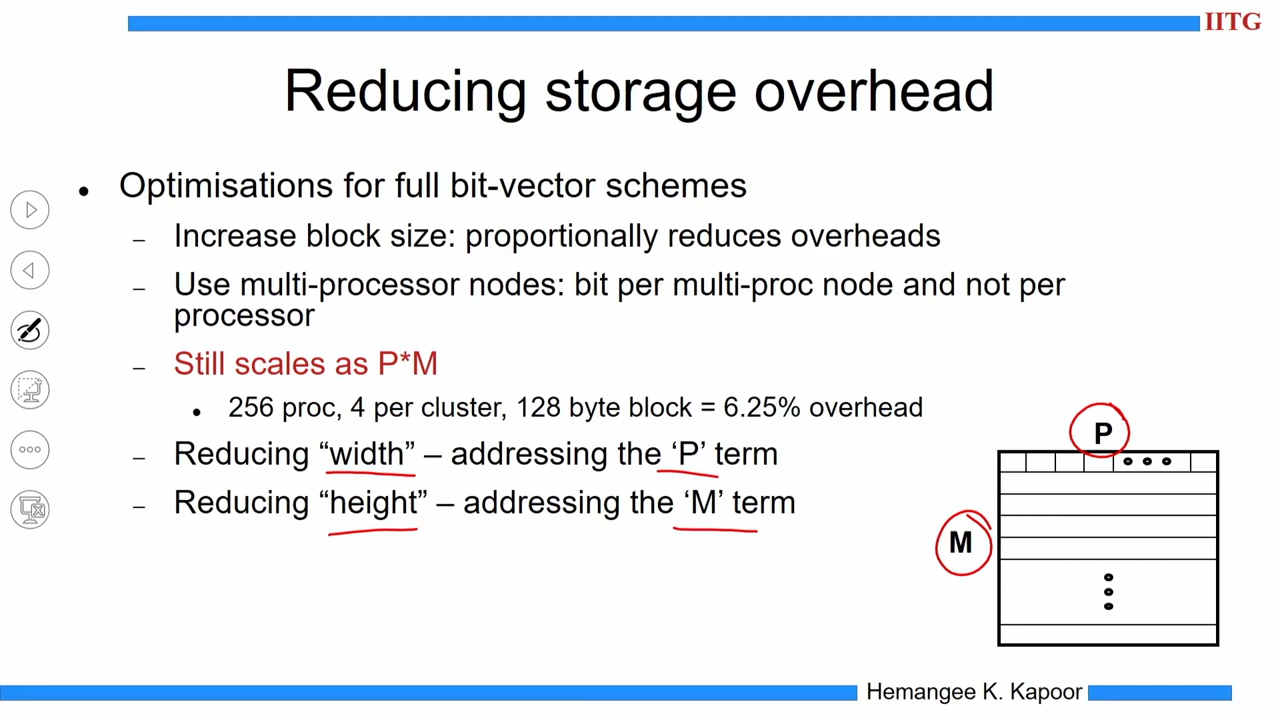 IITG
Reducing storage overhead
• Optimisations for full bit-vector schemes
– Increase block size: proportionally reduces overheads
– Use multi-processor nodes: bit per multi-proc node and not per
processor
– Still scales as P*M
• 256 proc, 4 per cluster, 128 byte block = 6.25% overhead
– Reducing “width” – addressing the ‘P’ term
– Reducing “height” – addressing the ‘M’ term
P
M
Hemangee K. Kapoor